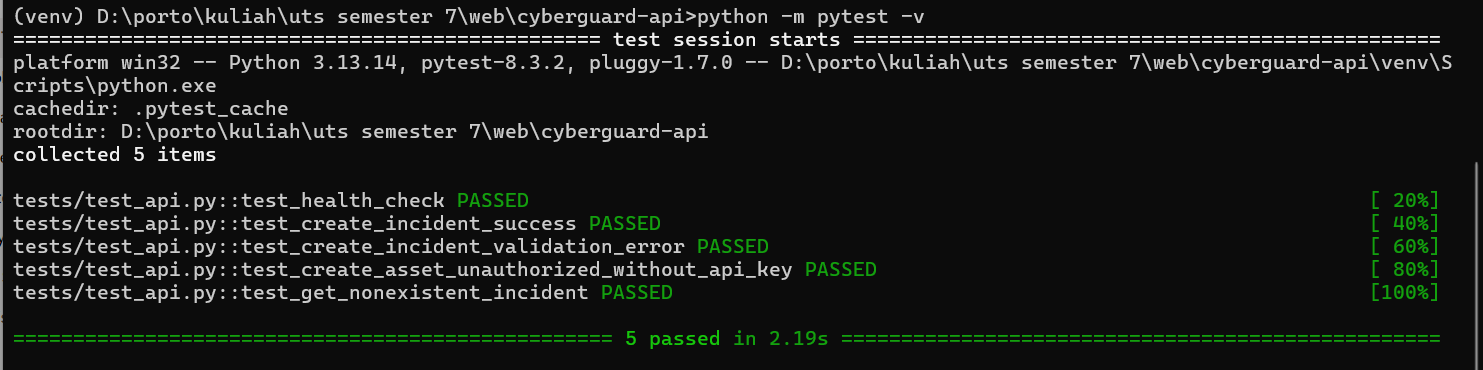 (venv) D:\porto\kuliah\uts semester 7\web\cyberguard-api>python -m pytest -v
================================================= test session starts =================================================
platform win32 -- Python 3.13.14, pytest-8.3.2, pluggy-1.7.0 -- D:\porto\kuliah\uts semester 7\web\cyberguard-api\venv\S
cripts\python.exe
cachedir: .pytest_cache
rootdir: D:\porto\kuliah\uts semester 7\web\cyberguard-api
collected 5 items
tests/test_api.py::test_health_check PASSED [ 20%]
tests/test_api.py::test_create_incident_success PASSED [ 40%]
tests/test_api.py::test_create_incident_validation_error PASSED [ 60%]
tests/test_api.py::test_create_asset_unauthorized_without_api_key PASSED [ 80%]
tests/test_api.py::test_get_nonexistent_incident PASSED [100%]
================================================== 5 passed in 2.19s ==================================================